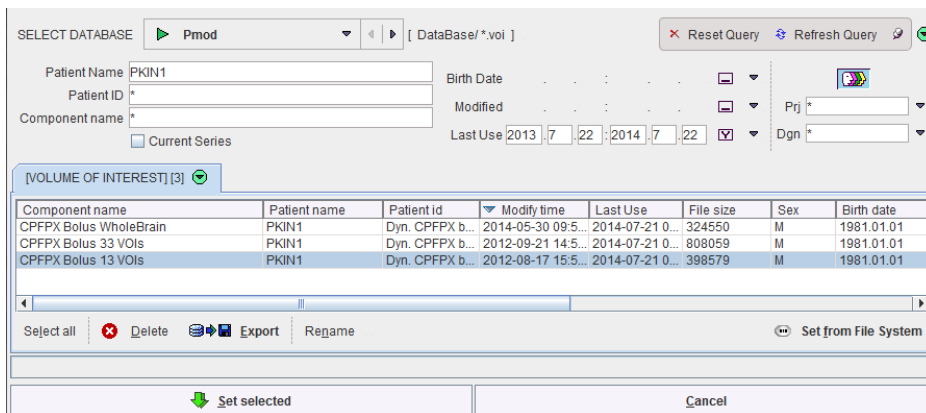 SELECT DATABASE Pmod [ DataBase/ *.voi ] Reset Query Refresh Query
Patient Name PKIN1
Patient ID *
Component name *
Current Series
Birth Date . . : . .
Modified . . : . .
Last Use 2013 .7 .22 :2014 .7 .22 Y
Prj *
Dgn *
[VOLUME OF INTEREST] [3]
Component name Patient name Patient id Modify time Last Use File size Sex Birth date
CPFPX Bolus WholeBrain PKIN1 Dyn. CPFPX b... 2014-05-30 09:5... 2014-07-21 0... 324550 M 1981.01.01
CPFPX Bolus 33 VOIs PKIN1 Dyn. CPFPX b... 2012-09-21 14:5... 2014-07-21 0... 808059 M 1981.01.01
CPFPX Bolus 13 VOIs PKIN1 Dyn. CPFPX b... 2012-08-17 15:5... 2014-07-21 0... 398579 M 1981.01.01
Select all Delete Export Rename Set from File System
Set selected Cancel